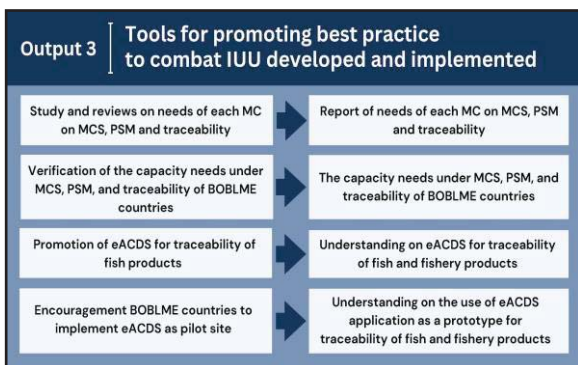 Output 3
Tools for promoting best practice
to combat IUU developed and implemented
Study and reviews on needs of each MC
on MCS, PSM and traceability
Report of needs of each MC on MCS, PSM
and traceability
Verification of the capacity needs under
MCS, PSM, and traceability of BOBLME
countries
The capacity needs under MCS, PSM, and
traceability of BOBLME countries
Promotion of eACDS for traceability of
fish products
Understanding on eACDS for traceability
of fish and fishery products
Encouragement BOBLME countries to
implement eACDS as pilot site
Understanding on the use of eACDS
application as a prototype for
traceability of fish and fishery products